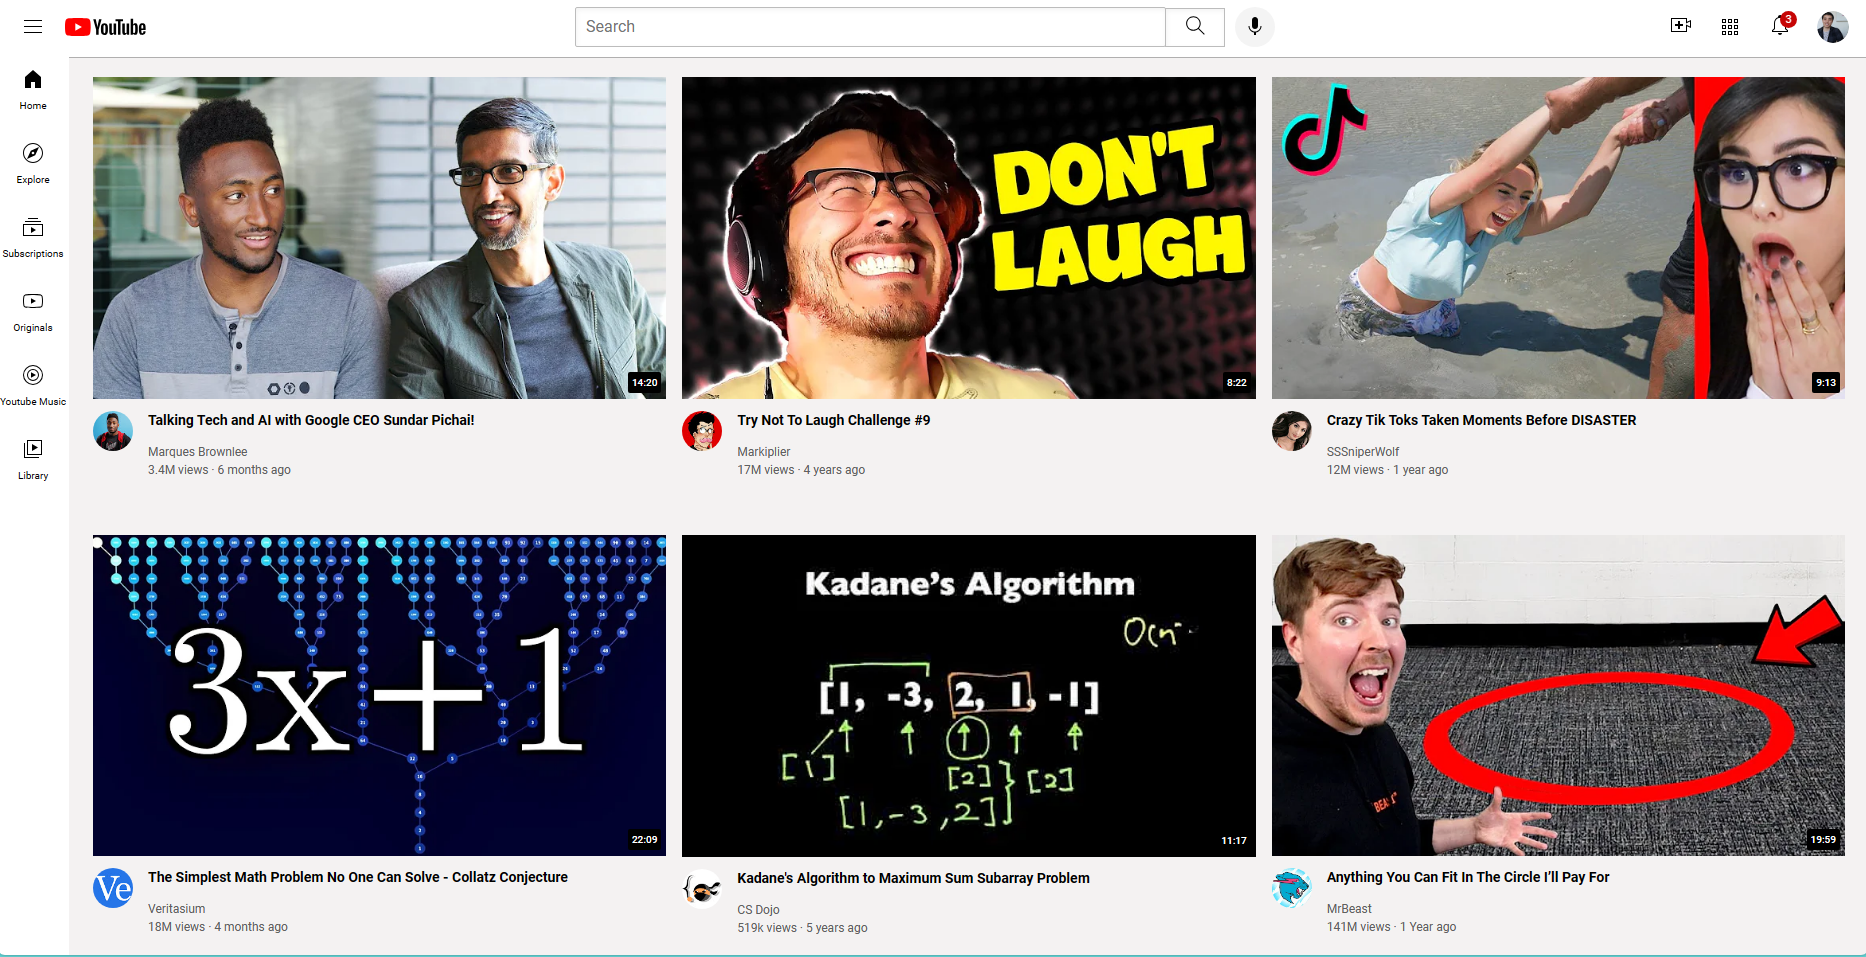 YouTube
Search
3
Home
Explore
Subscriptions
Originals
Youtube Music
Library
14:20
Talking Tech and AI with Google CEO Sundar Pichai!
Marques Brownlee
3.4M views · 6 months ago
DON'T
LAUGH
8:22
Try Not To Laugh Challenge #9
Markiplier
17M views · 4 years ago
9:13
Crazy Tik Toks Taken Moments Before DISASTER
SSSniperWolf
12M views · 1 year ago
3x+1
22:09
Ve
The Simplest Math Problem No One Can Solve - Collatz Conjecture
Veritasium
18M views · 4 months ago
Kadane's Algorithm
[1, -3, 2, 1, -1]
[1]
[2]
[2]
[1,-3,2]
11:17
Kadane's Algorithm to Maximum Sum Subarray Problem
CS Dojo
519k views · 5 years ago
19:59
Anything You Can Fit In The Circle I'll Pay For
MrBeast
141M views · 1 Year ago